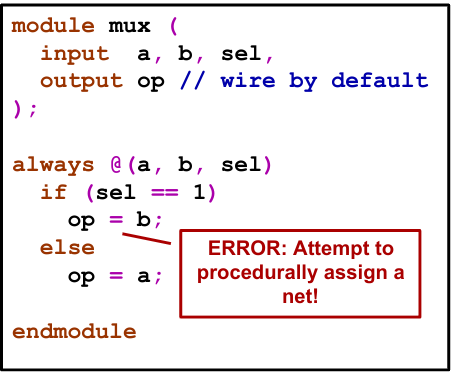 module mux (
input a, b, sel,
output op // wire by default
);
always @(a, b, sel)
if (sel == 1)
op = b;
else
op = a;
ERROR: Attempt to
procedurally assign a
net!
endmodule